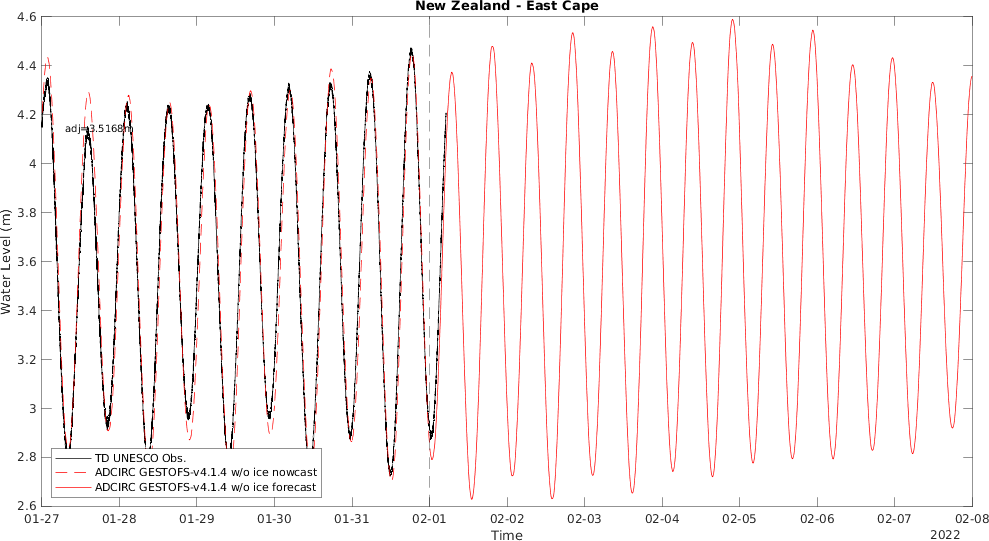 New Zealand - East Cape
4.6
4.4
4.2
4
3.8
3.6
3.4
3.2
3
2.8
2.6
Water Level (m)
adj=3.5168m
TD UNESCO Obs.
ADCIRC GESTOFS-v4.1.4 w/o ice nowcast
ADCIRC GESTOFS-v4.1.4 w/o ice forecast
01-27 01-28 01-29 01-30 01-31 02-01 02-02 02-03 02-04 02-05 02-06 02-07 02-08
Time
2022